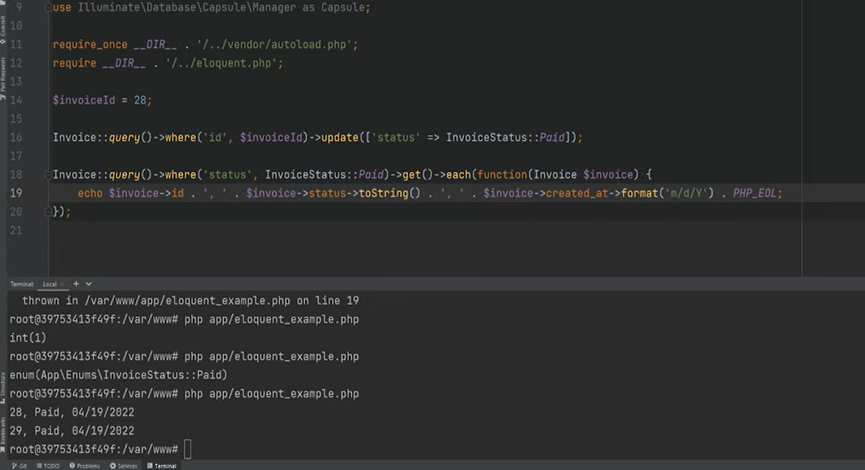 9 use Illuminate\Database\Capsule\Manager as Capsule;
10
11 require_once __DIR__ . '/../vendor/autoload.php';
12 require __DIR__ . '/../eloquent.php';
13
14 $invoiceId = 28;
15
16 Invoice::query()->where('id', $invoiceId)->update(['status' => InvoiceStatus::Paid]);
17
18 Invoice::query()->where('status', InvoiceStatus::Paid)->get()->each(function(Invoice $invoice) {
19 echo $invoice->id . ', ' . $invoice->status->toString() . ', ' . $invoice->created_at->format('m/d/Y') . PHP_EOL;
20 });
21
Commit
Pull Requests
Terminal Local × +
thrown in /var/www/app/eloquent_example.php on line 19
root@39753413f49f:/var/www# php app/eloquent_example.php
int(1)
root@39753413f49f:/var/www# php app/eloquent_example.php
enum(App\Enums\InvoiceStatus::Paid)
root@39753413f49f:/var/www# php app/eloquent_example.php
28, Paid, 04/19/2022
29, Paid, 04/19/2022
root@39753413f49f:/var/www#
Structure
Bookmarks
Git TODO Problems Services Terminal